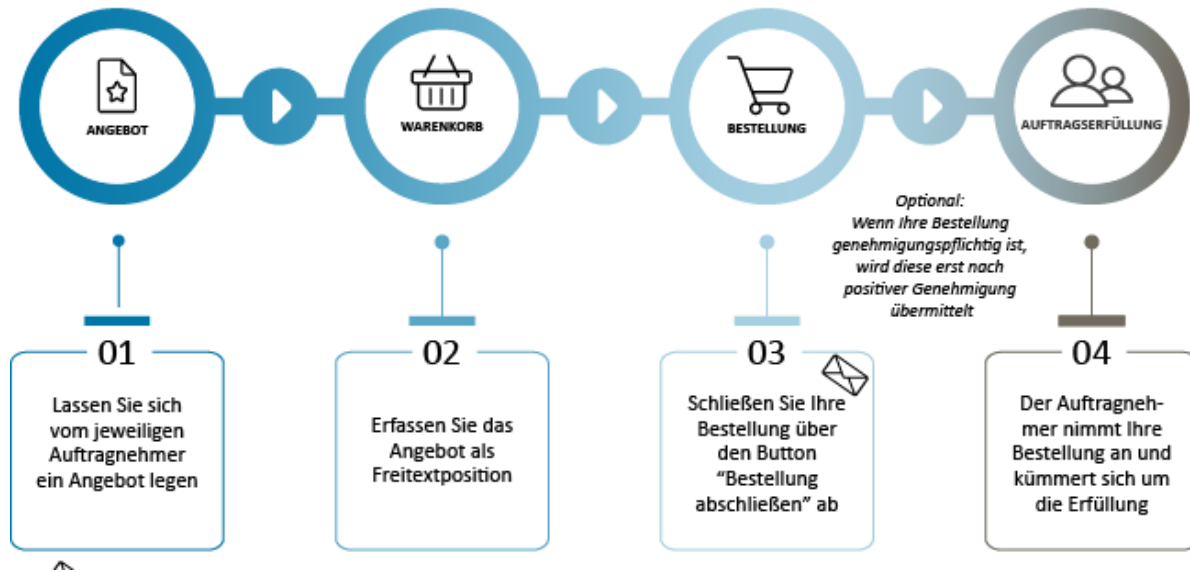 ANGEBOT
WARENKORB
BESTELLUNG
AUFTRAGSERFÜLLUNG
Optional:
Wenn Ihre Bestellung
genehmigungspflichtig ist,
wird diese erst nach
positiver Genehmigung
übermittelt
01
Lassen Sie sich
vom jeweiligen
Auftragnehmer
ein Angebot legen
02
Erfassen Sie das
Angebot als
Freitextposition
03
Schließen Sie Ihre
Bestellung über
den Button
“Bestellung
abschließen” ab
04
Der Auftragneh-
mer nimmt Ihre
Bestellung an und
kümmert sich um
die Erfüllung